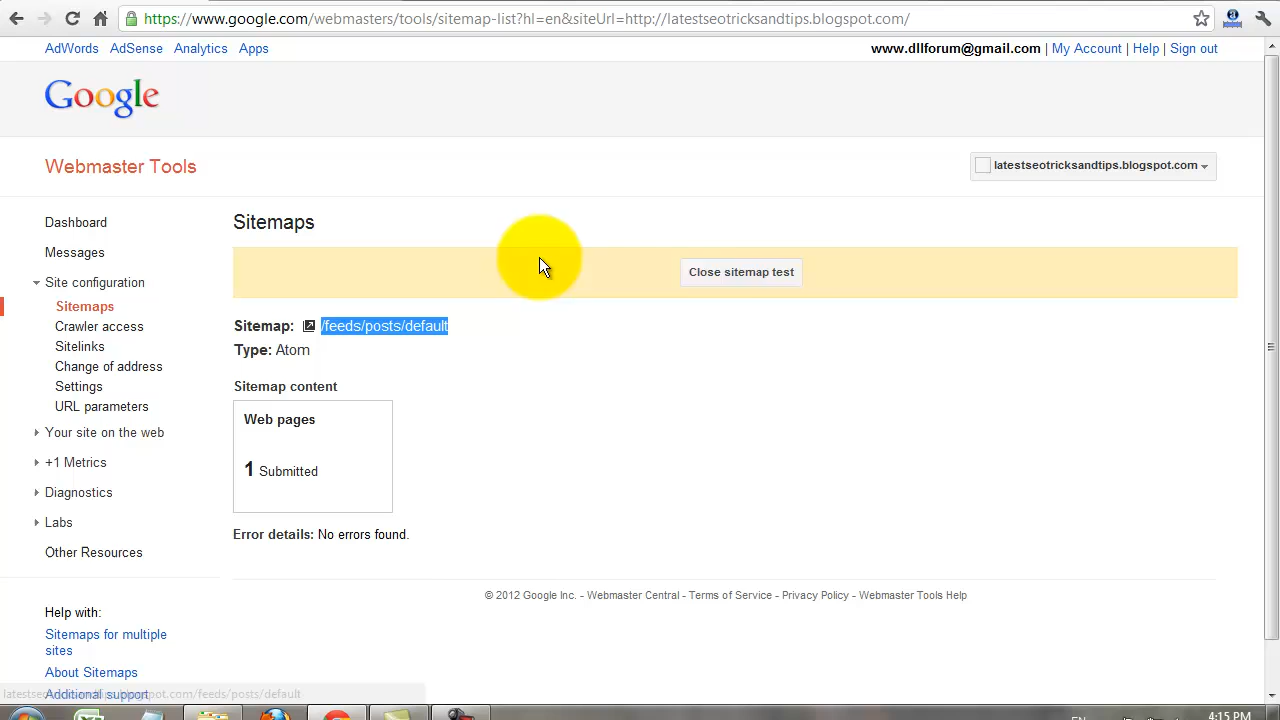 https://www.google.com/webmasters/tools/sitemap-list?hl=en&siteUrl=http://latestseotricksandtips.blogspot.com/
AdWords AdSense Analytics Apps
www.dllforum@gmail.com | My Account | Help | Sign out
Google
Webmaster Tools
latestseotricksandtips.blogspot.com
Dashboard
Messages
Site configuration
Sitemaps
Crawler access
Sitelinks
Change of address
Settings
URL parameters
Your site on the web
+1 Metrics
Diagnostics
Labs
Other Resources
Help with:
Sitemaps for multiple
sites
About Sitemaps
Additional support
Sitemaps
Close sitemap test
Sitemap: /feeds/posts/default
Type: Atom
Sitemap content
Web pages
1 Submitted
Error details: No errors found.
© 2012 Google Inc. - Webmaster Central - Terms of Service - Privacy Policy - Webmaster Tools Help
4:15 PM